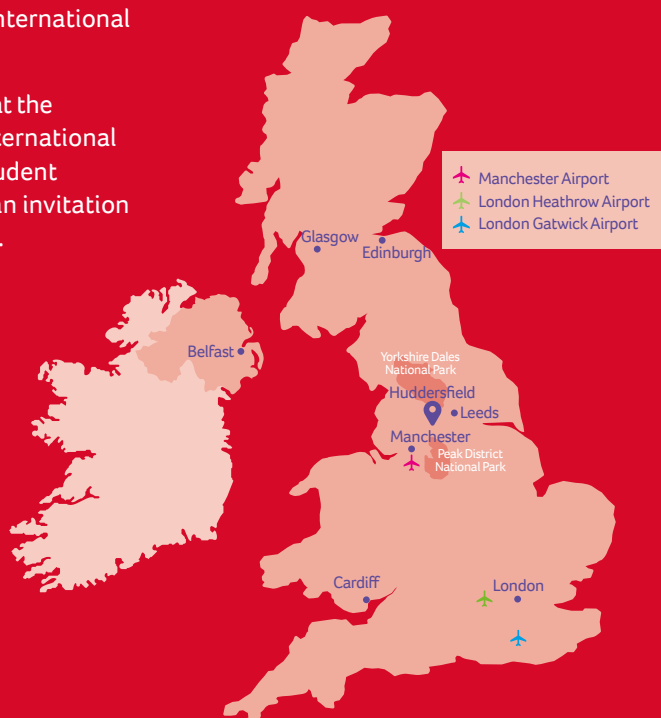 nternational
at the
ternational
udent
an invitation
.
Manchester Airport
London Heathrow Airport
London Gatwick Airport
Glasgow
Edinburgh
Belfast
Yorkshire Dales
National Park
Huddersfield
Leeds
Manchester
Peak District
National Park
Cardiff
London